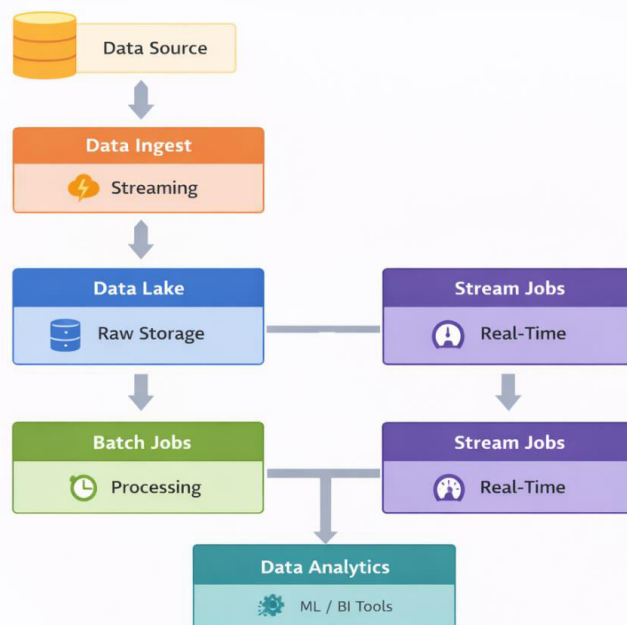 Data Source
Data Ingest
Streaming
Data Lake
Raw Storage
Stream Jobs
Real-Time
Batch Jobs
Processing
Stream Jobs
Real-Time
Data Analytics
ML / BI Tools